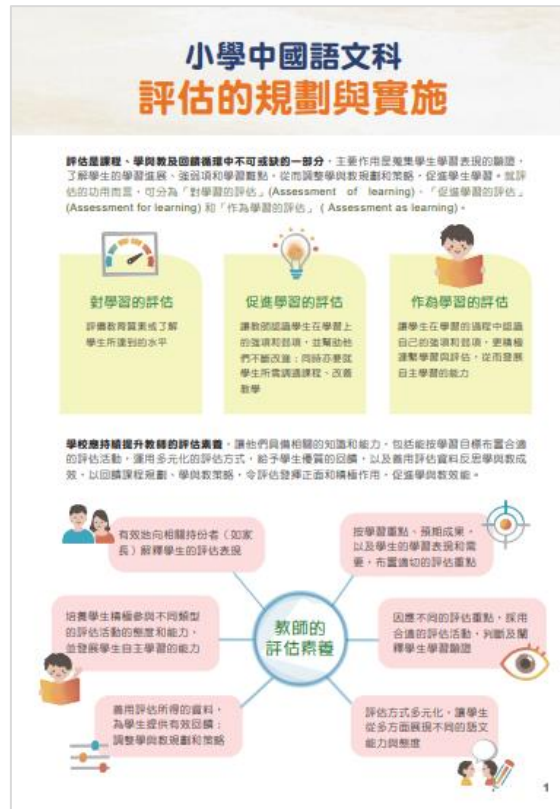 小學中國語文科
評估的規劃與實施
評估是課程、學與教及回饋循環中不可或缺的一部分，主要作用是蒐集學生學習表現的顯證，
了解學生的學習進展、強弱項和學習難點，從而調整學與教規劃和策略，促進學生學習。就評
估的功用而言，可分為「對學習的評估」(Assessment of learning)、「促進學習的評估」
(Assessment for learning) 和「作為學習的評估」( Assessment as learning)。
對學習的評估
評價教育質素或了解
學生所達到的水平
促進學習的評估
讓教師認識學生在學習上
的強項和弱項，並幫助他
們不斷改進；同時亦要就
學生所需調適課程、改善
教學
作為學習的評估
讓學生在學習的過程中認識
自己的強項和弱項，更積極
連繫學習與評估，從而發展
自主學習的能力
學校應持續提升教師的評估素養，讓他們具備相關的知識和能力，包括能按學習目標布置合適
的評估活動，運用多元化的評估方式，給予學生優質的回饋，以及善用評估資料反思學與教成
效，以回饋課程規劃、學與教策略，令評估發揮正面和積極作用，促進學與教效能。
有效地向相關持份者（如家
長）解釋學生的評估表現
按學習重點、預期成果，
以及學生的學習表現和需
要，布置適切的評估重點
培養學生積極參與不同類型
的評估活動的態度和能力，
並發展學生自主學習的能力
教師的
評估素養
因應不同的評估重點，採用
合適的評估活動，判斷及闡
釋學生學習顯證
善用評估所得的資料，
為學生提供有效回饋；
調整學與教規劃和策略
評估方式多元化，讓學生
從多方面展現不同的語文
能力與態度
1